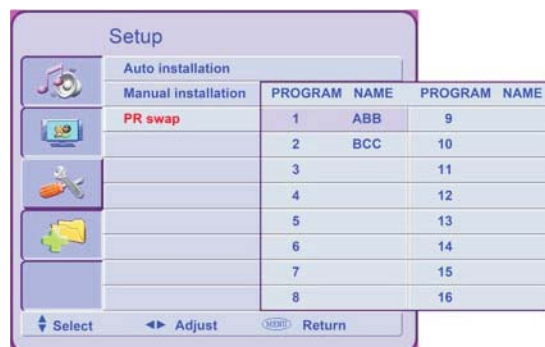 Setup
Auto installation
Manual installation
PR swap
PROGRAM NAME PROGRAM NAME
1 ABB 9
2 BCC 10
3 11
4 12
5 13
6 14
7 15
8 16
Select Adjust MENU Return